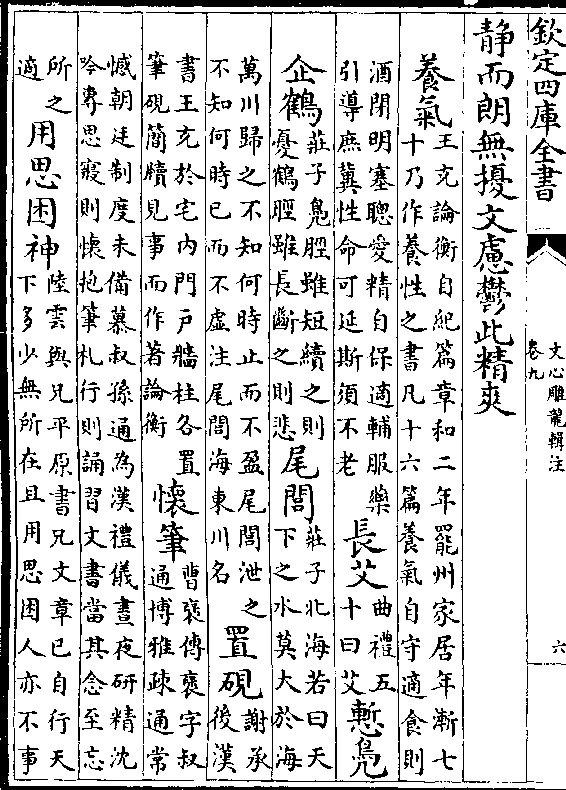 欽定四庫全書
文心雕龍輯注
卷九
六
静而朗無擾文慮鬱此精爽
養氣
王充論衡自紀篇章和二年罷州家居年漸七
十乃作養性之書凡十六篇養氣自守適食則
酒閉明塞聰愛精自保適輔服藥
引導庶冀性命可延斯須不老
長艾
曲禮五
十曰艾
慙鳬
企鶴
莊子鳬脛雖短續之則
憂鶴脛雖長斷之則悲
尾閭
莊子北海若曰天
下之水莫大於海
萬川歸之不知何時止而不盈尾閭泄之
不知何時已而不虚注尾閭海東川名
置硯
謝承
後漢
書王充於宅内門戸牆柱各置
筆硯簡牘見事而作著論衡
懷筆
曹褒傳褒字叔
通博雅疎通常
憾朝廷制度未備慕叔孫通為漢禮儀晝夜研精沈
吟專思寢則懷抱筆札行則誦習文書當其念至忘
所之
適
用思困神
陸雲與兄平原書兄文章已自行天
下多少無所在且用思困人亦不事